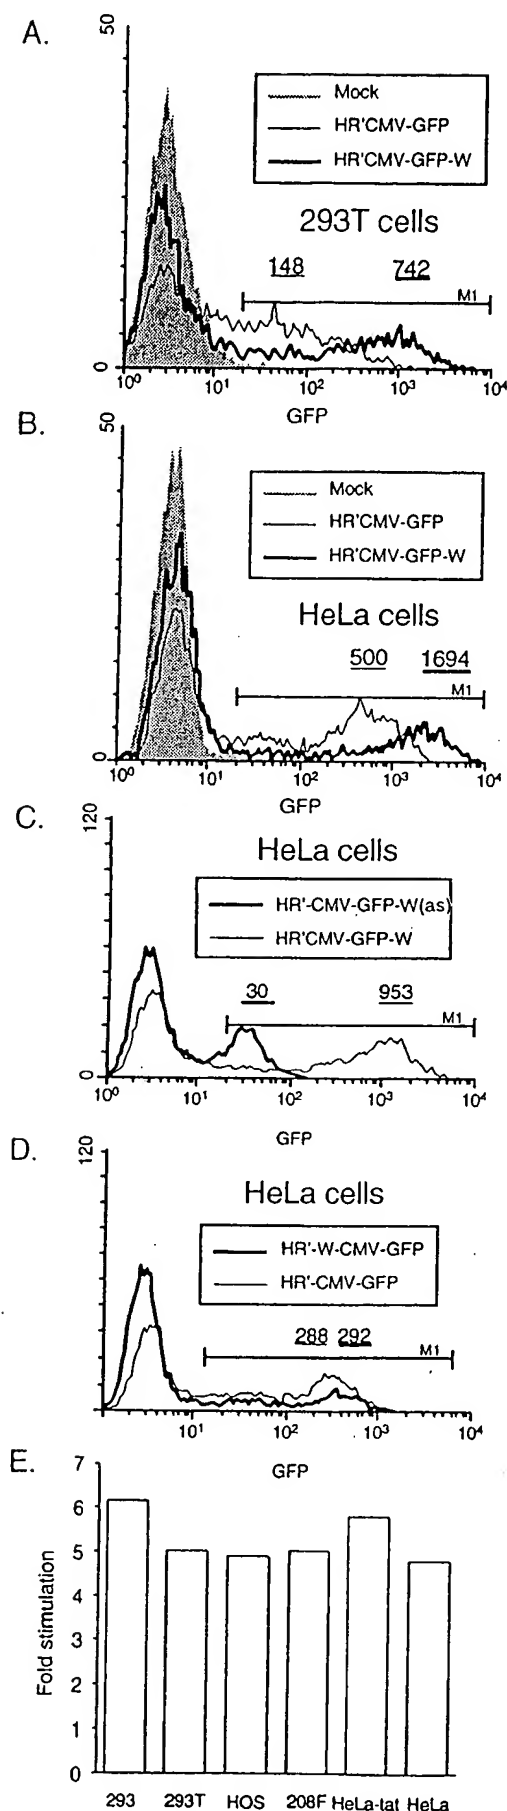 A.
50
Mock
HR'CMV-GFP
HR'CMV-GFP-W
293T cells
148 742
M1
0
10⁰ 10¹ 10² 10³ 10⁴
GFP
B.
50
Mock
HR'CMV-GFP
HR'CMV-GFP-W
HeLa cells
500 1694
M1
0
10⁰ 10¹ 10² 10³ 10⁴
GFP
C.
120
HeLa cells
HR'-CMV-GFP-W(as)
HR'CMV-GFP-W
30 953
M1
0
10⁰ 10¹ 10² 10³ 10⁴
GFP
D.
120
HeLa cells
HR'-W-CMV-GFP
HR'-CMV-GFP
288 292
M1
0
10¹ 10² 10³ 10⁴
GFP
E.
Fold stimulation
7
6
5
4
3
2
1
0
293 293T HOS 208F HeLa-tat HeLa